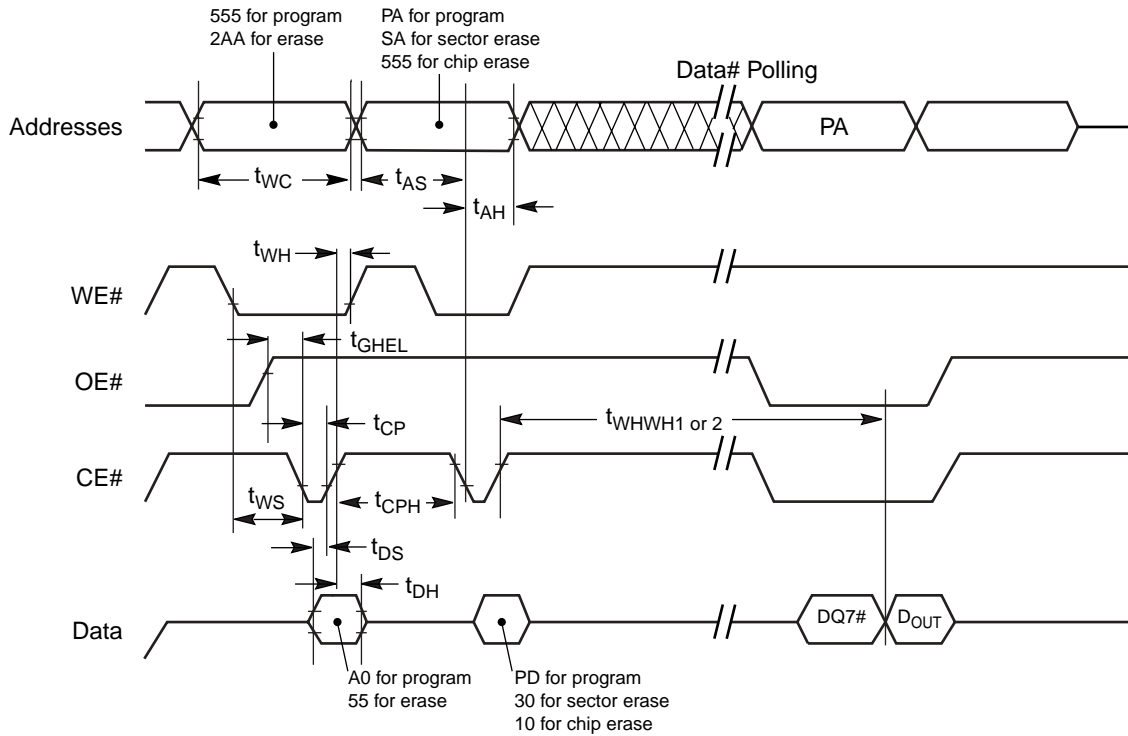 555 for program
2AA for erase
PA for program
SA for sector erase
555 for chip erase
Data# Polling
Addresses
PA
tWC
tAS
tAH
tWH
WE#
tGHEL
OE#
tCP
tWHWH1 or 2
CE#
tWS
tCPH
tDS
tDH
Data
DQ7#
DOUT
A0 for program
55 for erase
PD for program
30 for sector erase
10 for chip erase